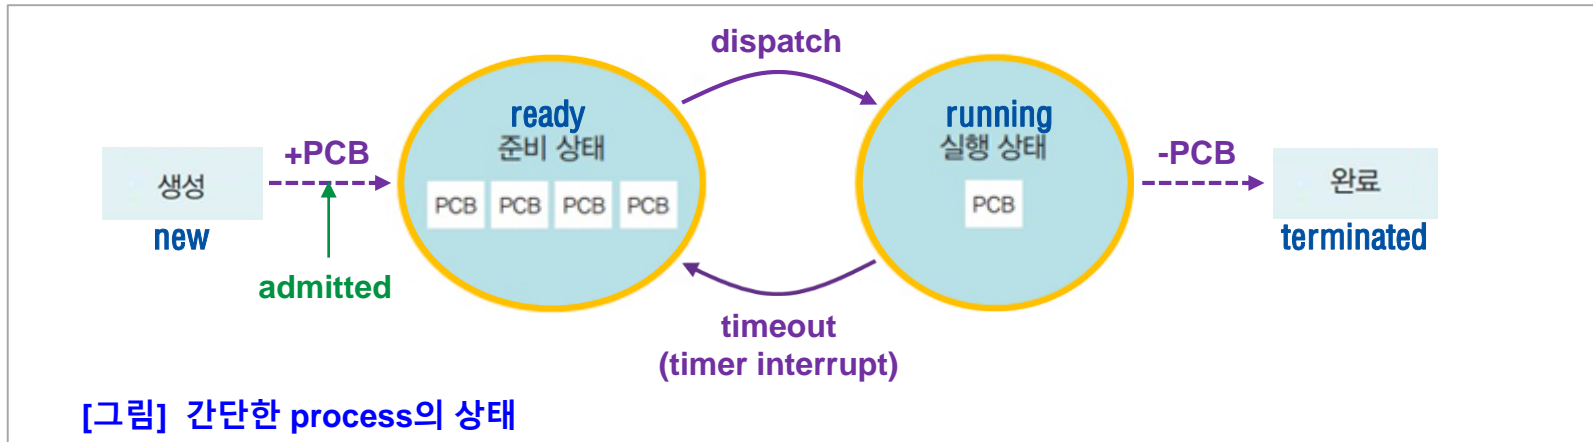 dispatch
ready
준비 상태
running
실행 상태
+PCB
-PCB
생성
완료
PCB PCB PCB PCB
PCB
new
terminated
admitted
timeout
(timer interrupt)
[그림] 간단한 process의 상태